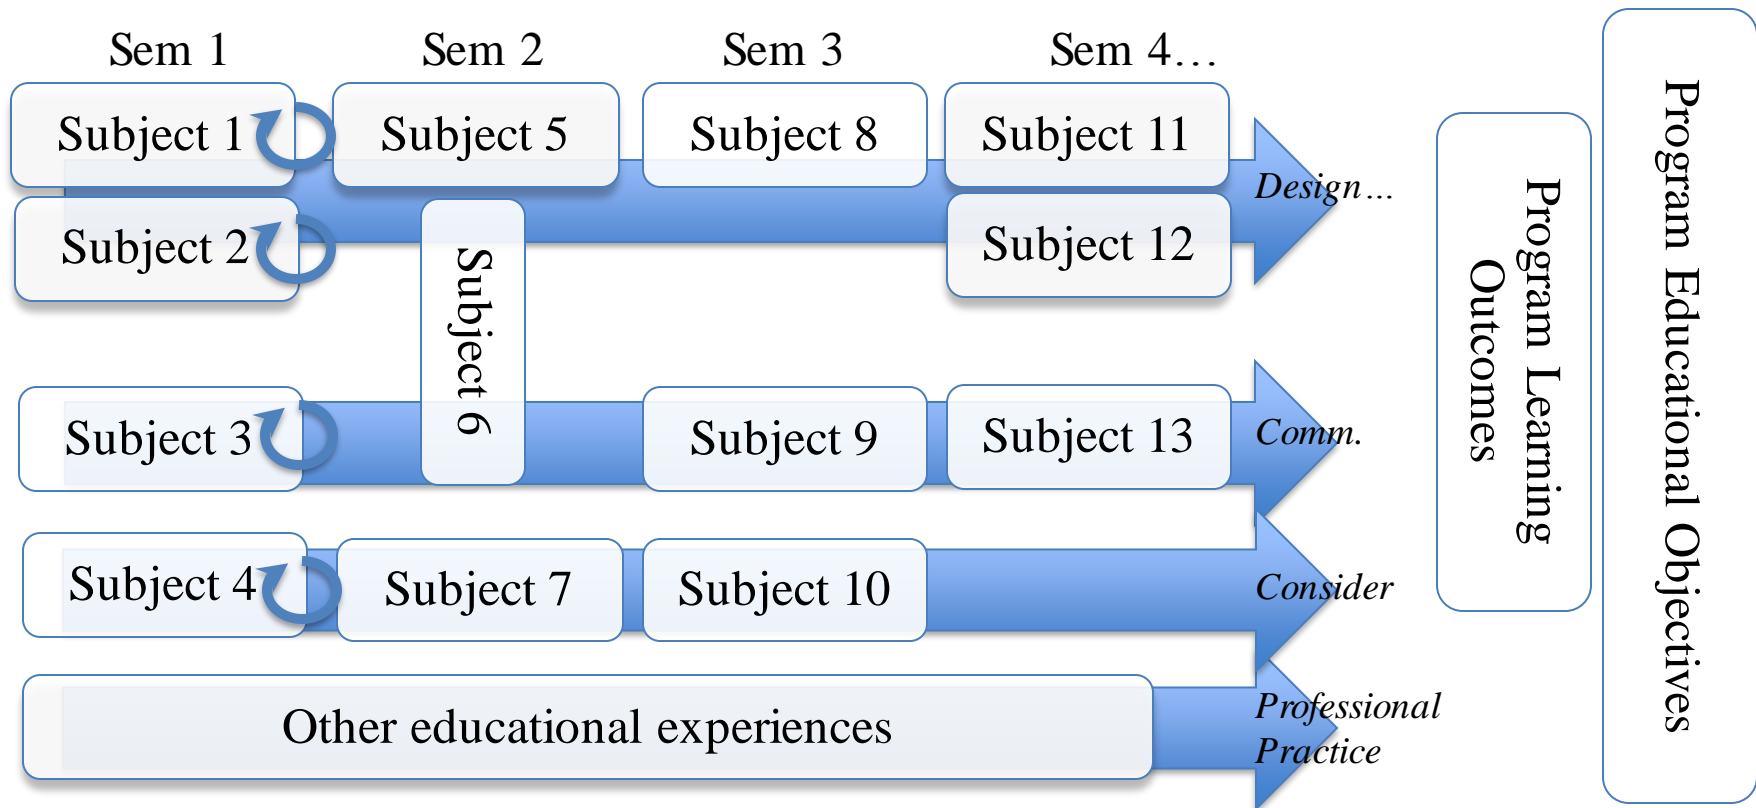 Sem 1
Sem 2
Sem 3
Sem 4…
Subject 1
Subject 5
Subject 8
Subject 11
Design…
Subject 2
Subject 6
Subject 12
Subject 3
Subject 9
Subject 13
Comm.
Subject 4
Subject 7
Subject 10
Consider
Other educational experiences
Professional
Practice
Program Learning
Outcomes
Program Educational Objectives